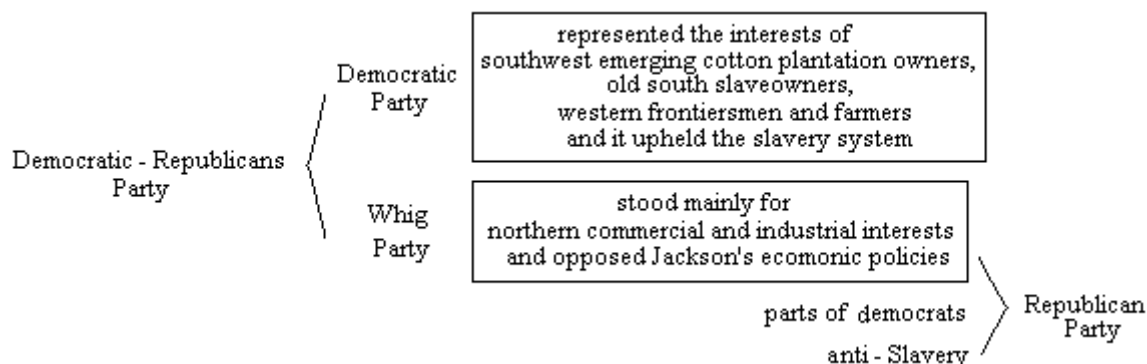 Democratic - Republicans
Party
Democratic
Party
represented the interests of
southwest emerging cotton plantation owners,
old south slaveowners,
western frontiersmen and farmers
and it upheld the slavery system
Whig
Party
stood mainly for
northern commercial and industrial interests
and opposed Jackson's ecomonic policies
parts of democrats
anti - Slavery
Republican
Party